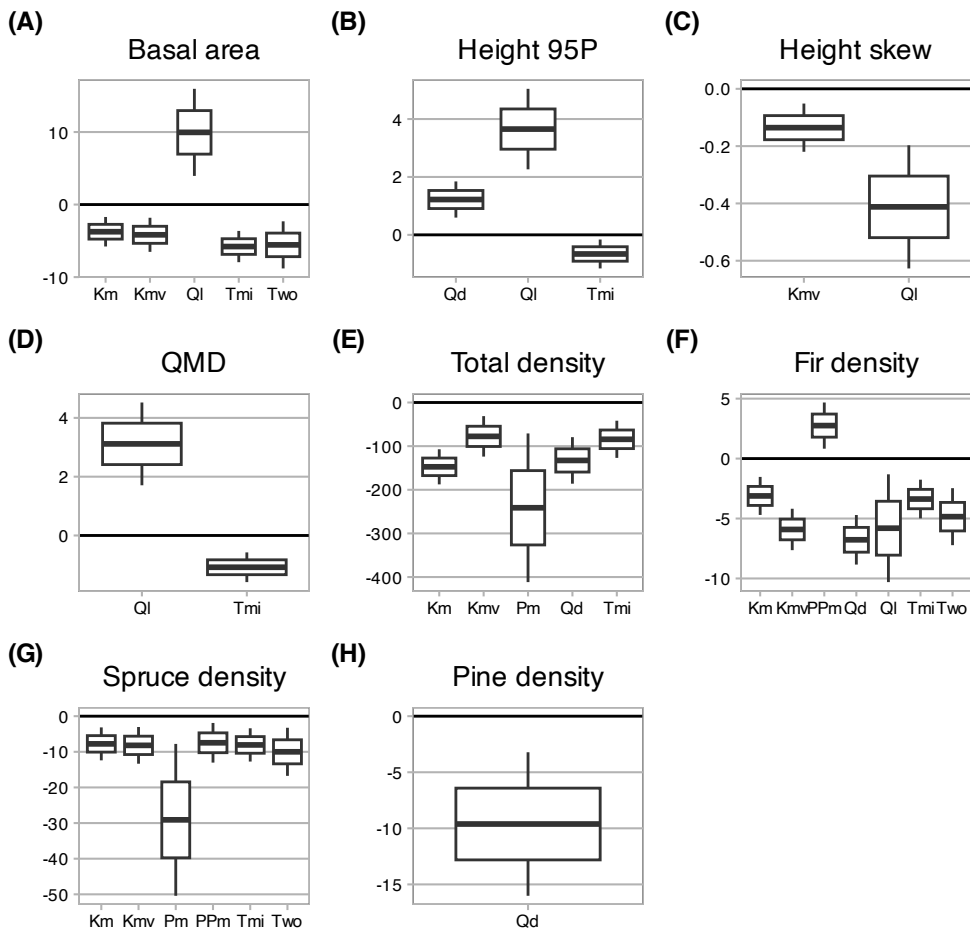 (A)
Basal area
10
0
-10
Km Kmv Ql Tmi Two
(B)
Height 95P
4
2
0
Qd Ql Tmi
(C)
Height skew
0.0
-0.2
-0.4
-0.6
Kmv Ql
(D)
QMD
4
2
0
Ql Tmi
(E)
Total density
0
-100
-200
-300
-400
Km Kmv Pm Qd Tmi
(F)
Fir density
5
0
-5
-10
Km Kmv PPm Qd Ql Tmi Two
(G)
Spruce density
0
-10
-20
-30
-40
-50
Km Kmv Pm PPm Tmi Two
(H)
Pine density
0
-5
-10
-15
Qd